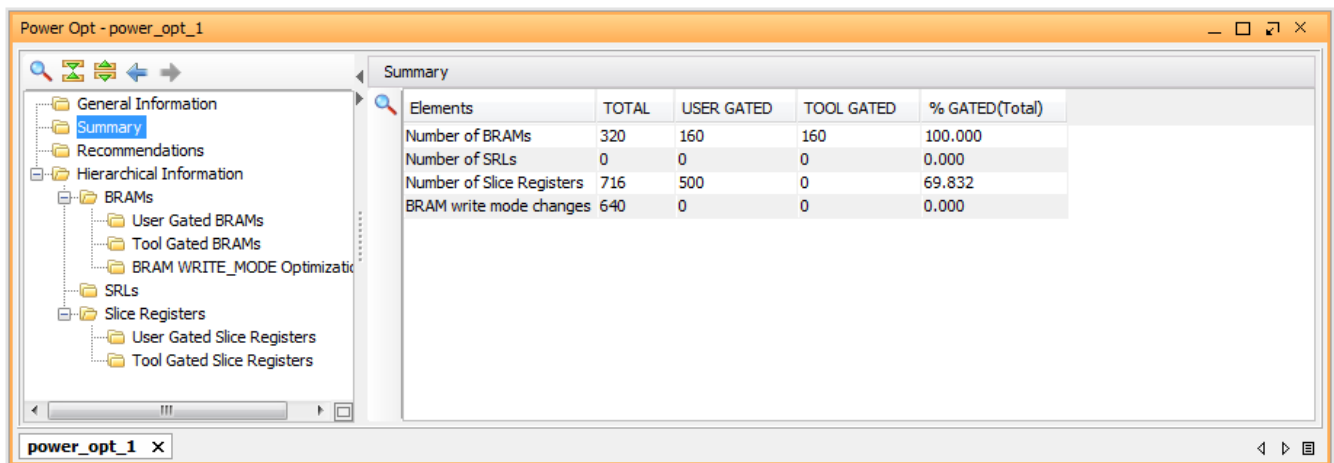 Power Opt - power_opt_1
Summary
General Information
Summary
Recommendations
Hierarchical Information
BRAMs
User Gated BRAMs
Tool Gated BRAMs
BRAM WRITE_MODE Optimizatio
SRLs
Slice Registers
User Gated Slice Registers
Tool Gated Slice Registers
Elements TOTAL USER GATED TOOL GATED % GATED(Total)
Number of BRAMs 320 160 160 100.000
Number of SRLs 0 0 0 0.000
Number of Slice Registers 716 500 0 69.832
BRAM write mode changes 640 0 0 0.000
power_opt_1 X